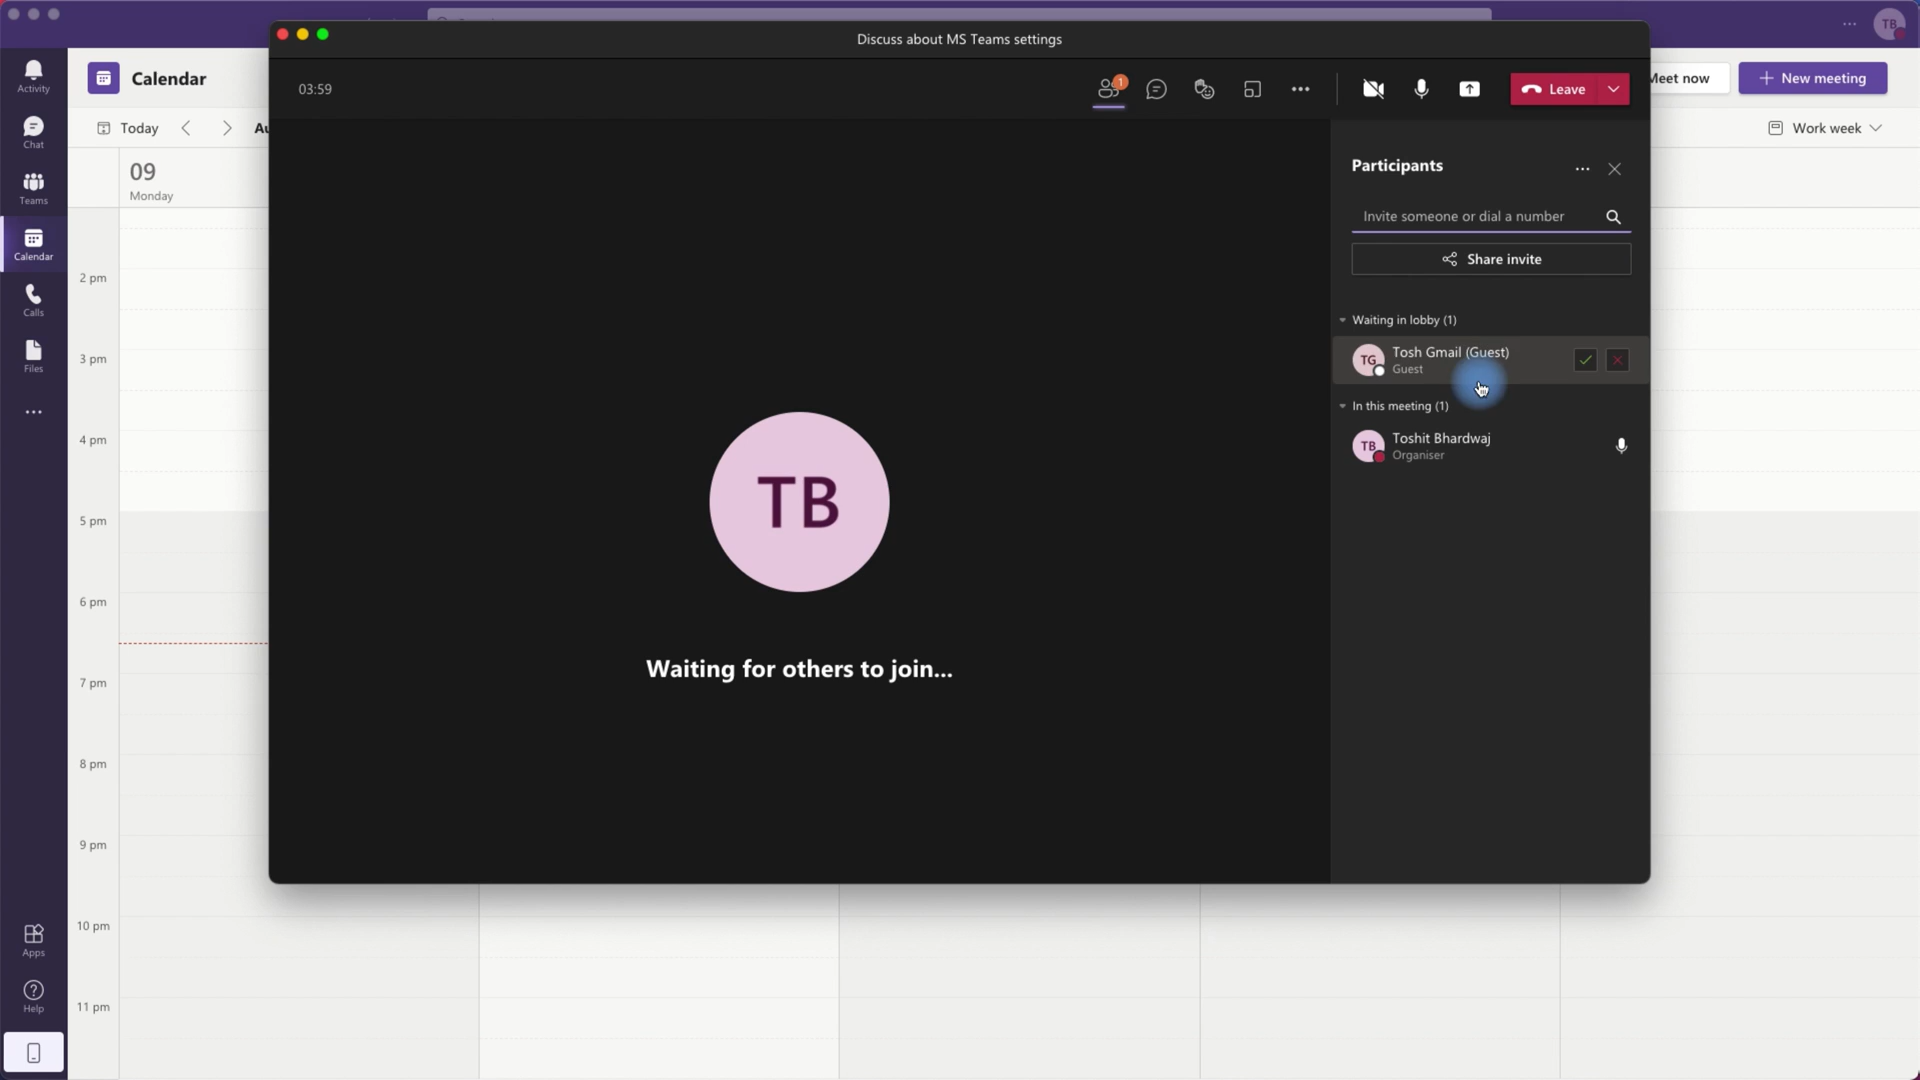 TB
Discuss about MS Teams settings
Activity
Calendar
03:59
1
Leave
Meet now
New meeting
Chat
Today
Au
Work week
Teams
09
Monday
Participants
Invite someone or dial a number
Calendar
Share invite
2 pm
Calls
Waiting in lobby (1)
3 pm
Files
TG
Tosh Gmail (Guest)
Guest
In this meeting (1)
4 pm
TB
Toshit Bhardwaj
Organiser
TB
5 pm
6 pm
Waiting for others to join...
7 pm
8 pm
9 pm
10 pm
Apps
Help
11 pm